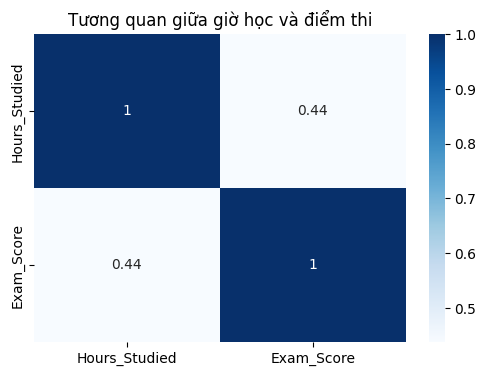 Tương quan giữa giờ học và điểm thi
Hours_Studied
1
0.44
Exam_Score
0.44
1
Hours_Studied
Exam_Score
1.0
0.9
0.8
0.7
0.6
0.5